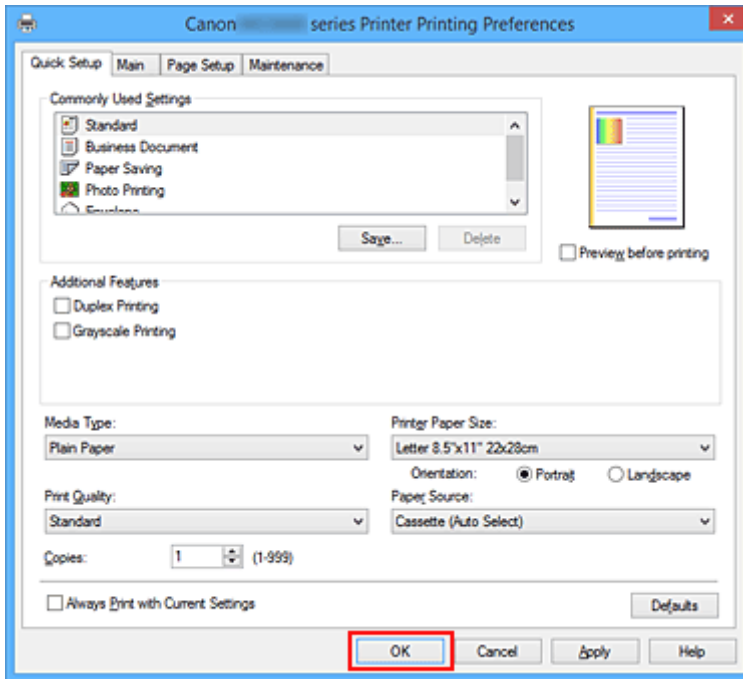 Canon series Printer Printing Preferences
Quick Setup Main Page Setup Maintenance
Commonly Used Settings
Standard
Business Document
Paper Saving
Photo Printing
Envelope
Save... Delete
Preview before printing
Additional Features
Duplex Printing
Grayscale Printing
Media Type: Printer Paper Size:
Plain Paper Letter 8.5"x11" 22x28cm
Orientation: Portrait Landscape
Print Quality: Paper Source:
Standard Cassette (Auto Select)
Copies: 1 (1-999)
Always Print with Current Settings Defaults
OK Cancel Apply Help